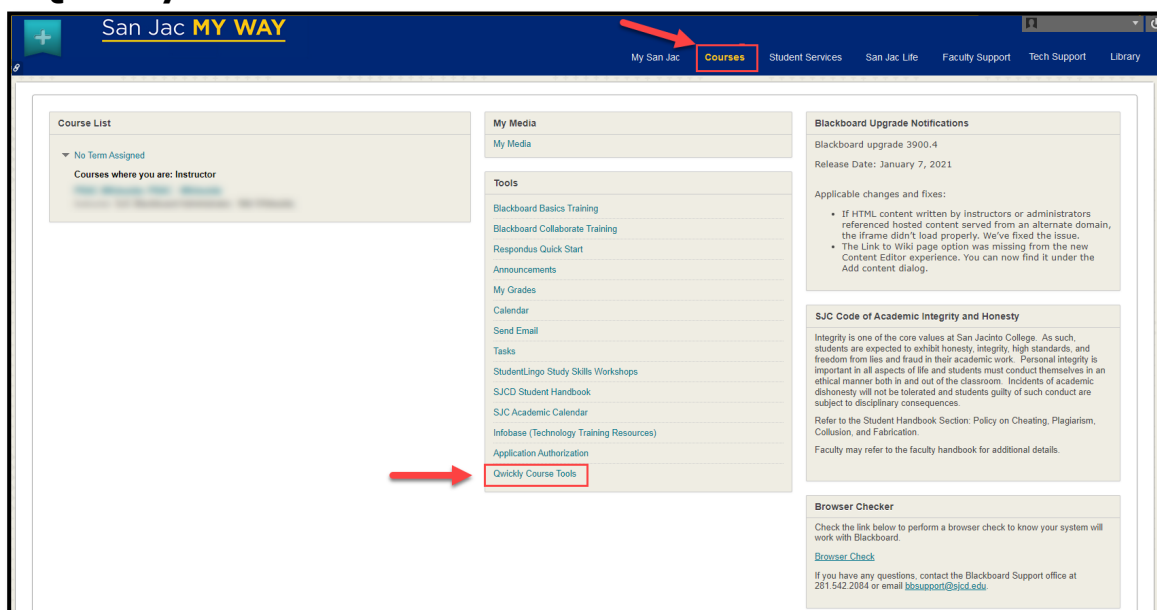 San Jac MY WAY
My San Jac
Courses
Student Services
San Jac Life
Faculty Support
Tech Support
Library
Course List
No Term Assigned
Courses where you are: Instructor
My Media
My Media
Tools
Blackboard Basics Training
Blackboard Collaborate Training
Respondus Quick Start
Announcements
My Grades
Calendar
Send Email
Tasks
StudentLingo Study Skills Workshops
SJCD Student Handbook
SJC Academic Calendar
Infobase (Technology Training Resources)
Application Authorization
Qwickly Course Tools
Blackboard Upgrade Notifications
Blackboard upgrade 3900.4
Release Date: January 7, 2021
Applicable changes and fixes:
• If HTML content written by instructors or administrators
referenced hosted content served from an alternate domain,
the iframe didn't load properly. We've fixed the issue.
• The Link to Wiki page option was missing from the new
Content Editor experience. You can now find it under the
Add content dialog.
SJC Code of Academic Integrity and Honesty
Integrity is one of the core values at San Jacinto College. As such,
students are expected to exhibit honesty, integrity, high standards, and
freedom from lies and fraud in their academic work. Personal integrity is
important in all aspects of life and students must conduct themselves in an
ethical manner both in and out of the classroom. Incidents of academic
dishonesty will not be tolerated and students guilty of such conduct are
subject to disciplinary consequences.
Refer to the Student Handbook Section: Policy on Cheating, Plagiarism,
Collusion, and Fabrication.
Faculty may refer to the faculty handbook for additional details.
Browser Checker
Check the link below to perform a browser check to know your system will
work with Blackboard.
Browser Check
If you have any questions, contact the Blackboard Support office at
281.542.2084 or email bbsupport@sjcd.edu.